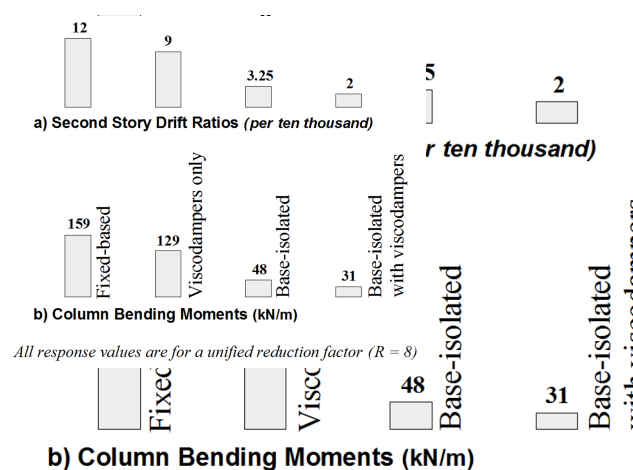 12
9
3.25
2
a) Second Story Drift Ratios (per ten thousand)
159
129
48
31
Fixed-based
Viscodampers only
Base-isolated
Base-isolated
with viscodampers
b) Column Bending Moments (kN/m)
All response values are for a unified reduction factor (R = 8)
5
2
r ten thousand)
48
31
Base-isolated
Base-isolated
b) Column Bending Moments (kN/m)